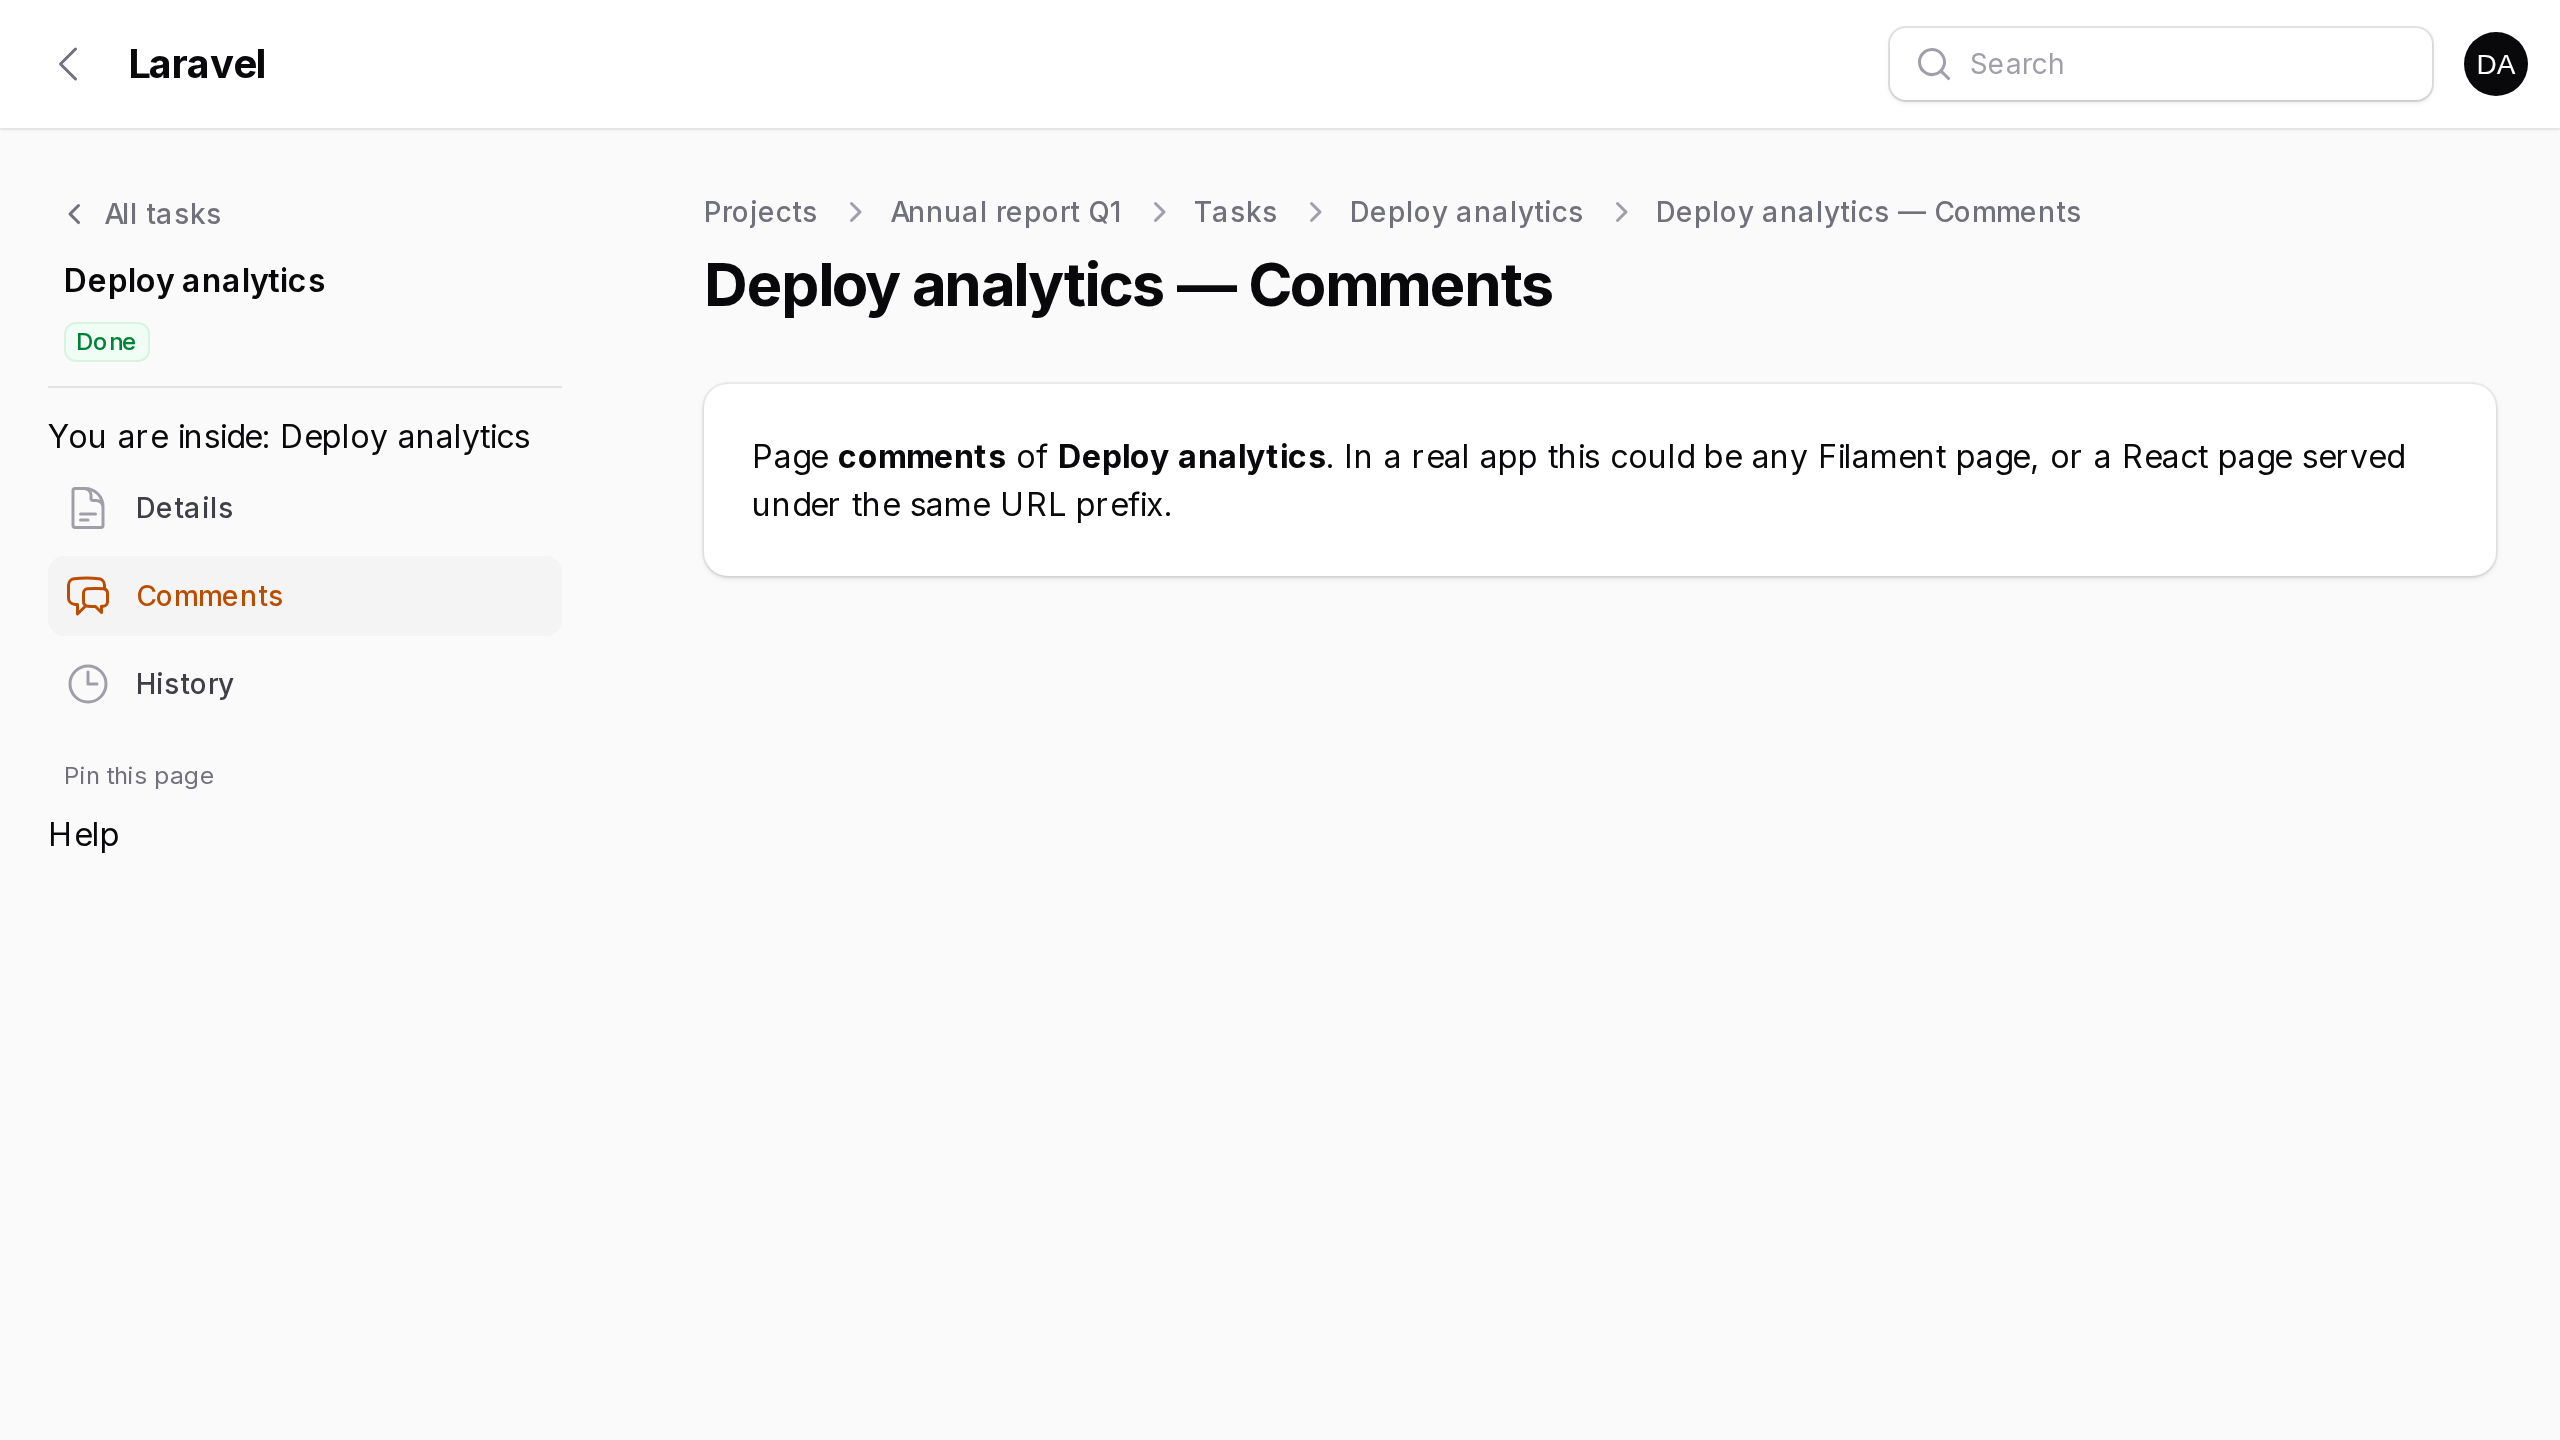 Laravel
Search
DA
All tasks
Deploy analytics
Done
You are inside: Deploy analytics
Details
Comments
History
Pin this page
Help
Projects > Annual report Q1 > Tasks > Deploy analytics > Deploy analytics — Comments
Deploy analytics — Comments
Page comments of Deploy analytics. In a real app this could be any Filament page, or a React page served
under the same URL prefix.